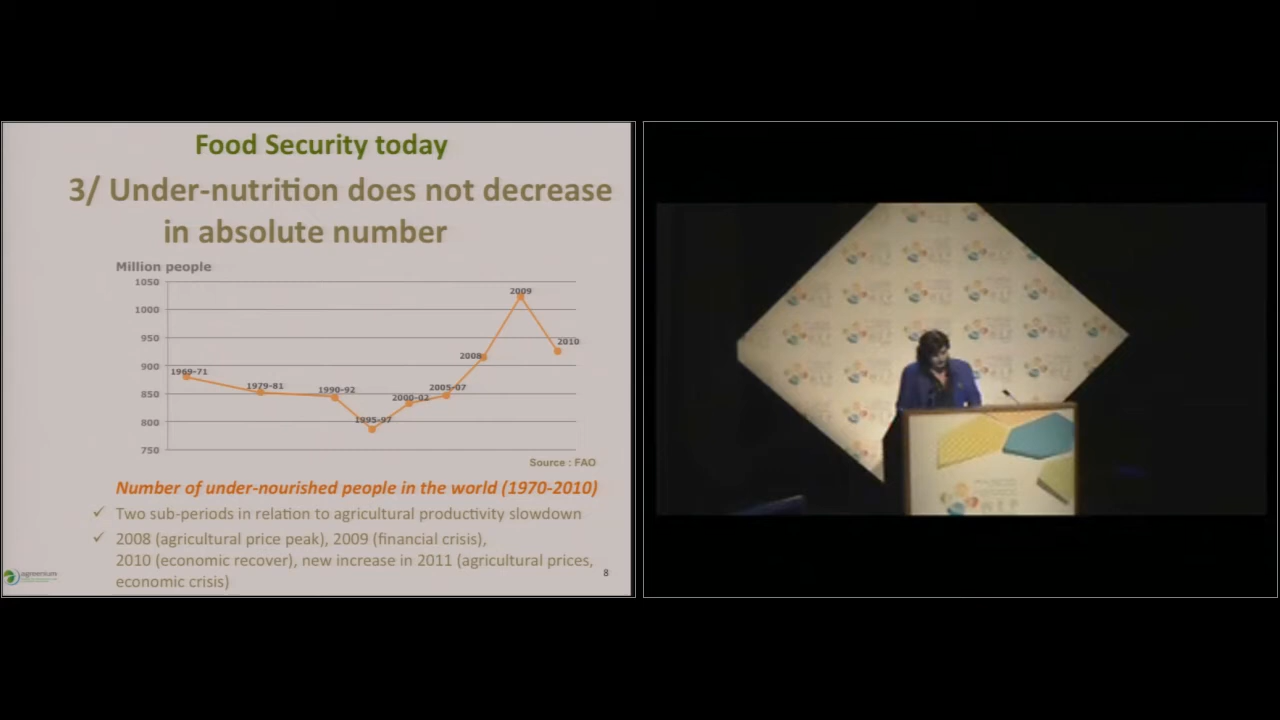 Food Security today
3/ Under-nutrition does not decrease
in absolute number
Million people
1050
1000
950
900
850
800
750
1969-71
1979-81
1990-92
1995-97
2000-02
2005-07
2008
2009
2010
Source : FAO
Number of under-nourished people in the world (1970-2010)
✓ Two sub-periods in relation to agricultural productivity slowdown
✓ 2008 (agricultural price peak), 2009 (financial crisis),
2010 (economic recover), new increase in 2011 (agricultural prices,
economic crisis)
agreenium
8